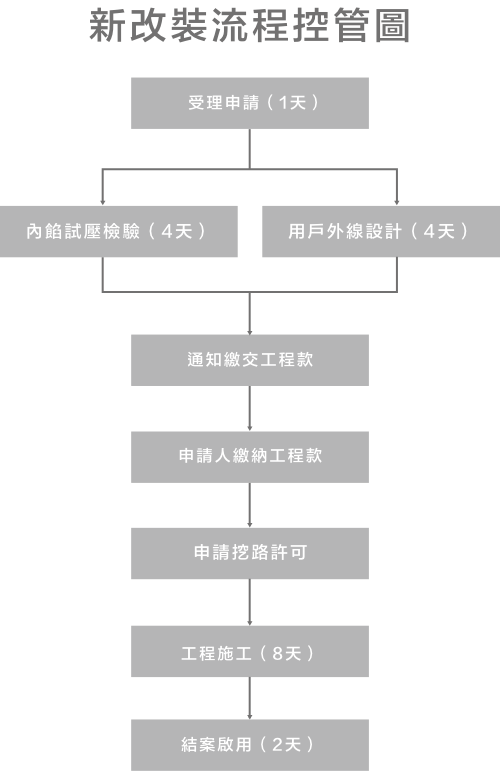 新改裝流程控管圖
受理申請（1天）
內餡試壓檢驗（4天）
用戶外線設計（4天）
通知繳交工程款
申請人繳納工程款
申請挖路許可
工程施工（8天）
結案啟用（2天）